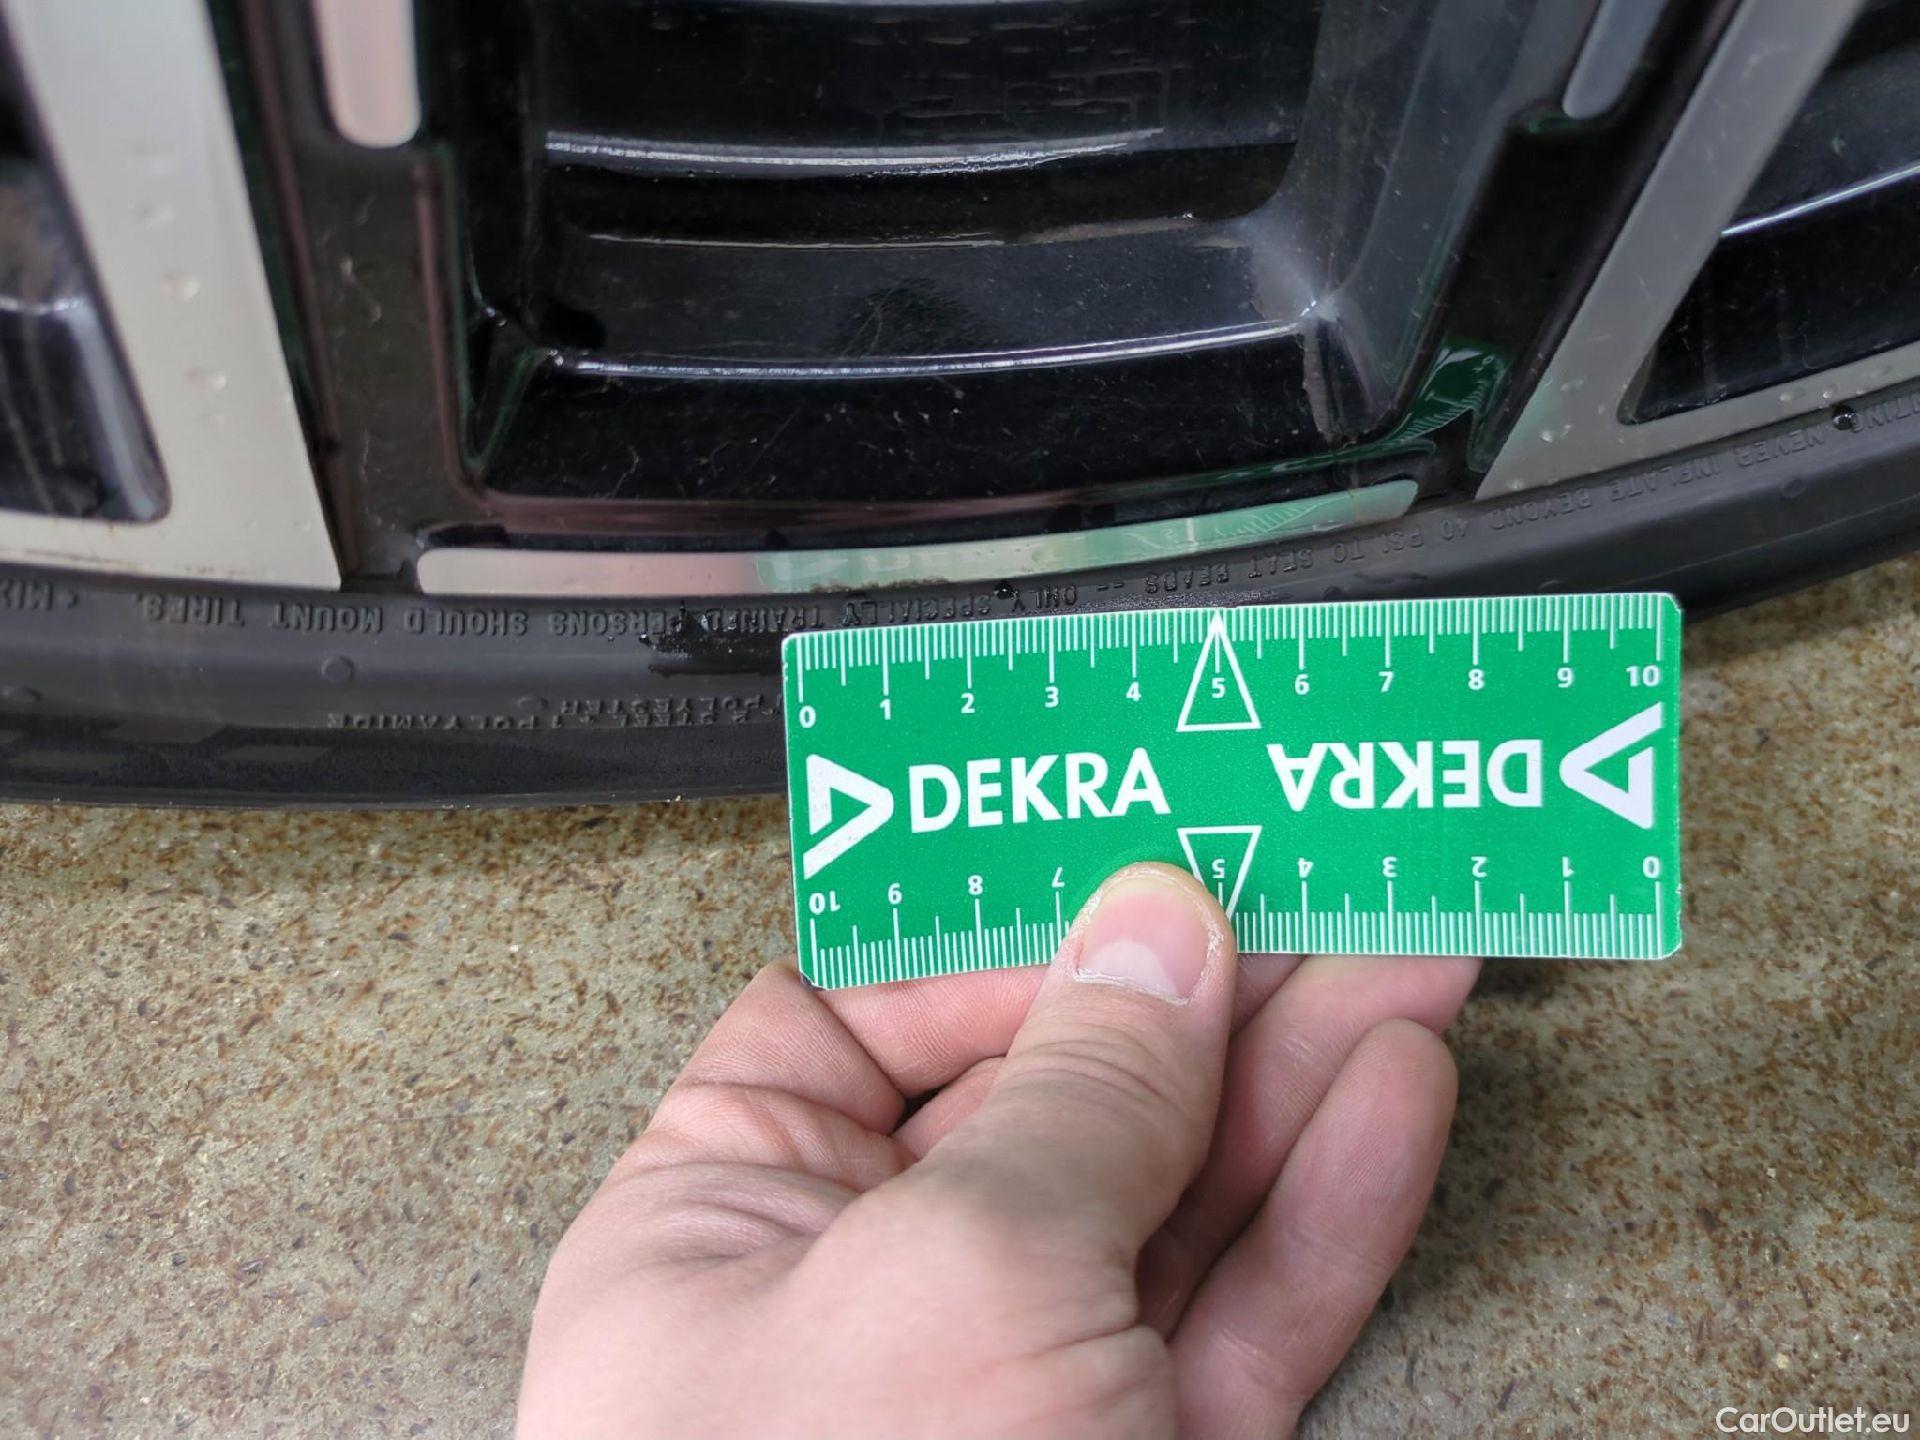 ONLY SPECIALLY TRAINED PERSONS SHOULD MOUNT TIRES.
NEVER INFLATE BEYOND 40 PSI TO SEAT BEADS
STEEL + 1 POLYAMIDE
POLYESTER
0 1 2 3 4 5 6 7 8 9 10
DEKRA DEKRA
10 9 8 7 5 4 3 2 1 0
CarOutlet.eu